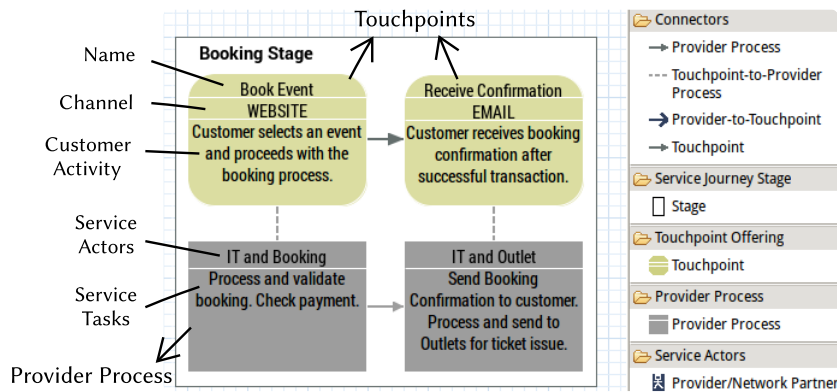 Touchpoints
Name
Channel
Customer
Activity
Service
Actors
Service
Tasks
Provider Process
Booking Stage
Book Event
WEBSITE
Customer selects an event
and proceeds with the
booking process.
Receive Confirmation
EMAIL
Customer receives booking
confirmation after
successful transaction.
IT and Booking
Process and validate
booking. Check payment.
IT and Outlet
Send Booking
Confirmation to customer.
Process and send to
Outlets for ticket issue.
Connectors
Provider Process
Touchpoint-to-Provider
Process
Provider-to-Touchpoint
Touchpoint
Service Journey Stage
Stage
Touchpoint Offering
Touchpoint
Provider Process
Provider Process
Service Actors
Provider/Network Partner